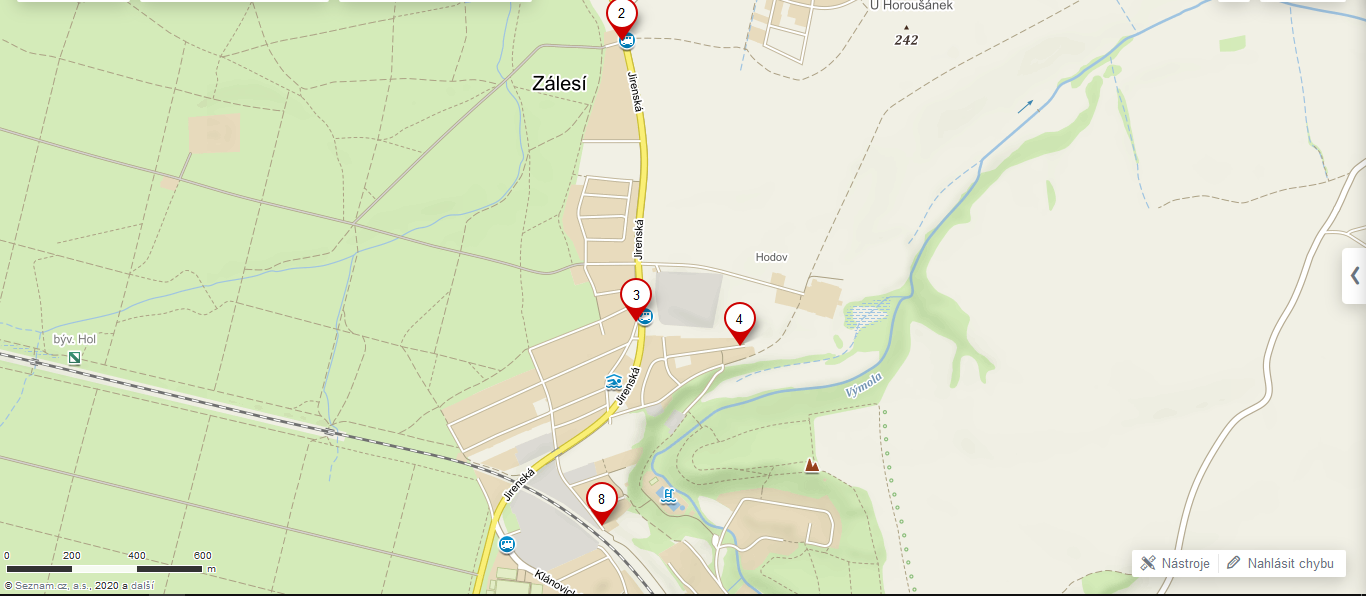 2
U Horoušánek
242
Zálesí
Jirenská
Jirenská
Hodov
3
4
býv. Hol
Jirenská
Výmola
Jirenská
8
0 200 400 600
m
Klánovick
© Seznam.cz, a.s., 2020 a další
Nástroje
Nahlásit chybu